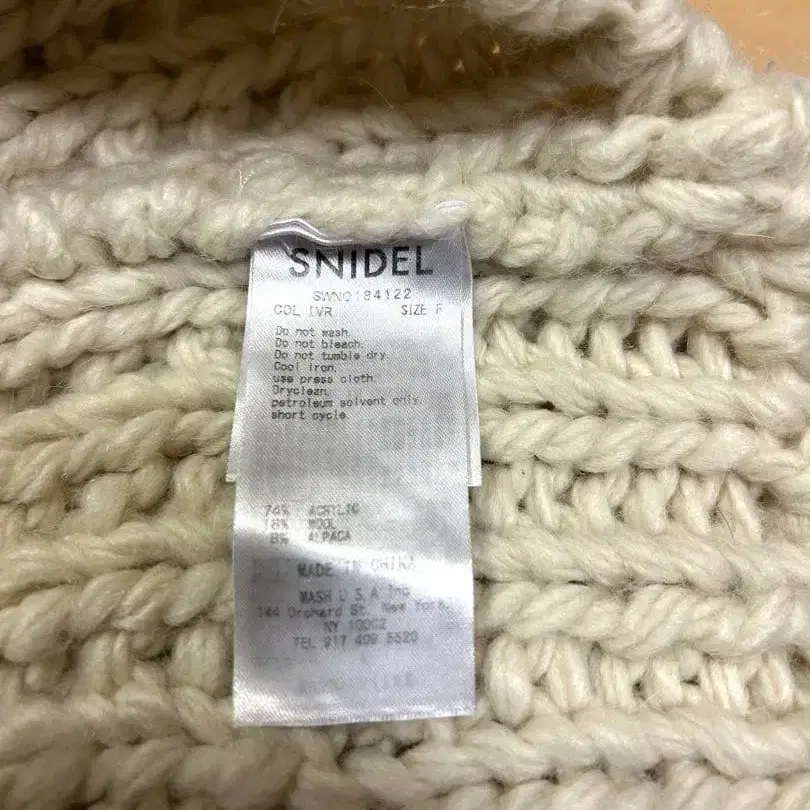 SNIDEL
SWNO184122
COL IVR SIZE F
Do not wash.
Do not bleach.
Do not tumble dry.
Cool iron.
use press cloth.
Dryclean.
petroleum solvent only.
short cycle.
74% ACRYLIC
18% WOOL
8% ALPACA
MADE IN CHINA
MASH U S A Inc
144 Orchard St. New York,
NY 10002
TEL 917 409 5520